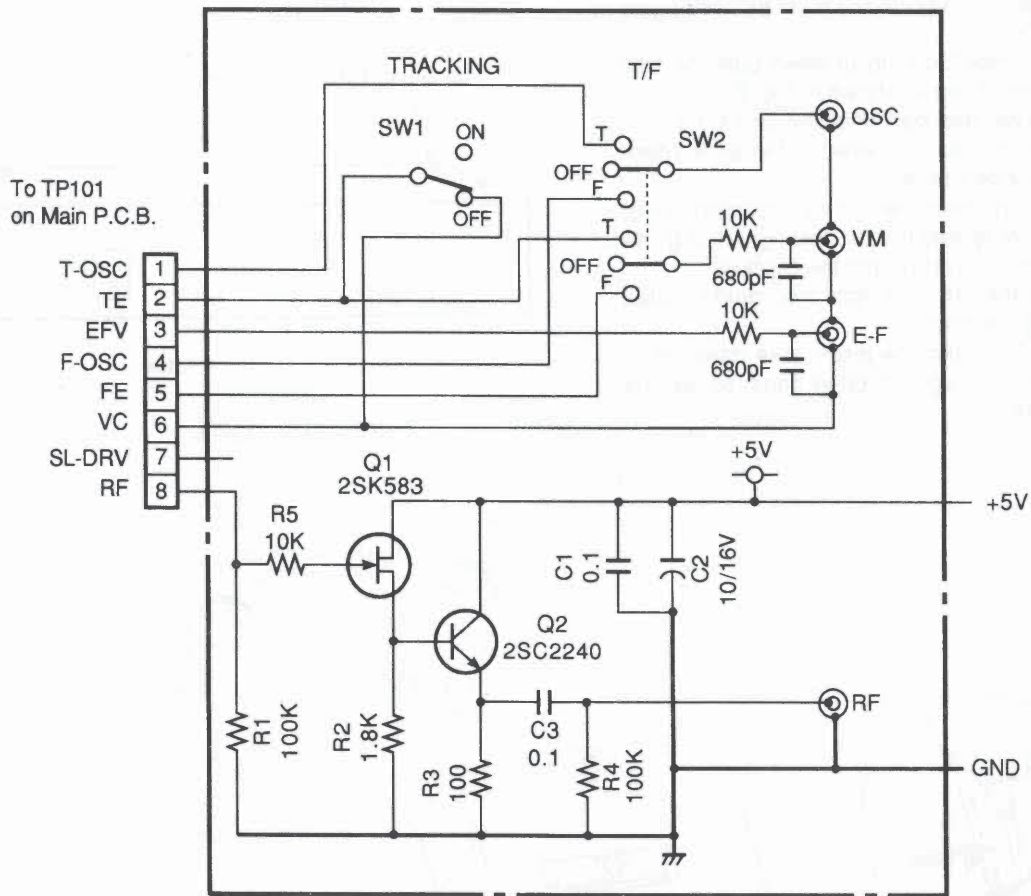 TRACKING
T/F
SW1
ON
OFF
T
OFF
F
T
OFF
F
SW2
OSC
10K
VM
680pF
10K
E-F
680pF
To TP101
on Main P.C.B.
T-OSC 1
TE 2
EFV 3
F-OSC 4
FE 5
VC 6
SL-DRV 7
RF 8
+5V
+5V
Q1
2SK583
R5
10K
C1
0.1
C2
10/16V
Q2
2SC2240
R1
100K
R2
1.8K
R3
100
C3
0.1
R4
100K
RF
GND